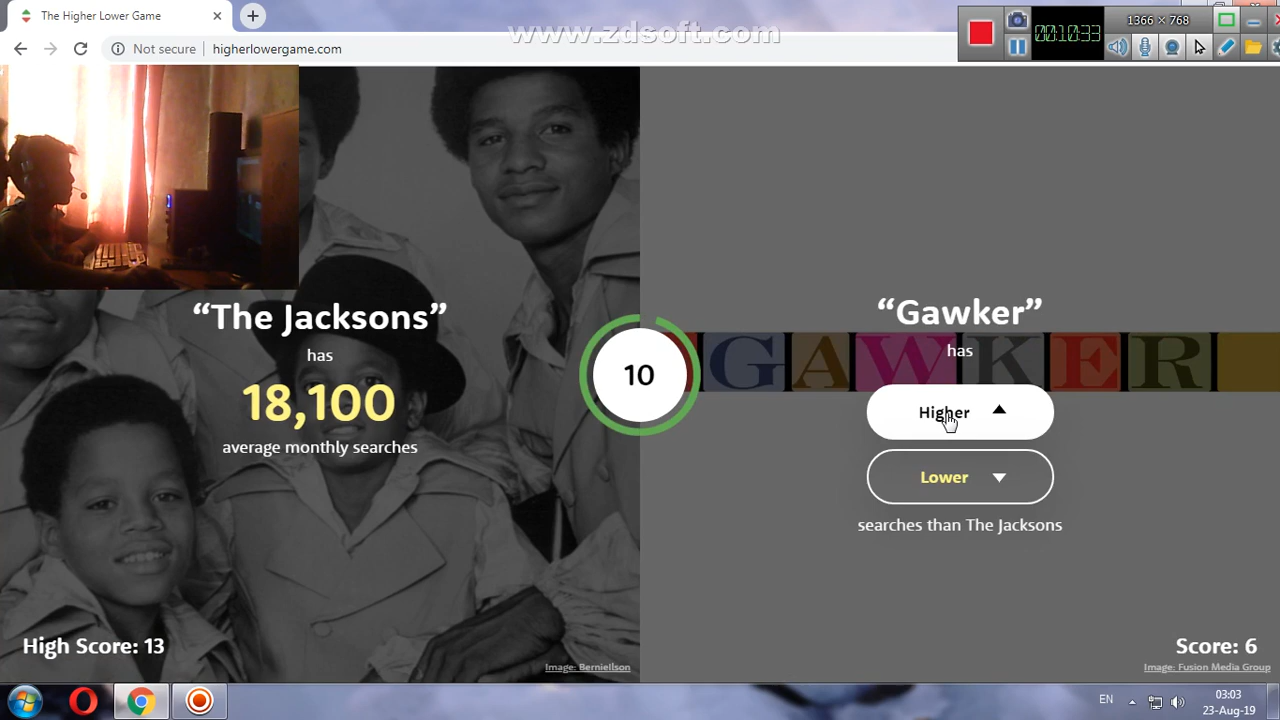 The Higher Lower Game
www.zdsoft.com
1366 × 768
00:10:33
Not secure
higherlowergame.com
“The Jacksons”
has
18,100
average monthly searches
10
GAWKER
“Gawker”
has
Higher
Lower
searches than The Jacksons
High Score: 13
Image: Berniellson
Score: 6
Image: Fusion Media Group
EN
03:03
23-Aug-19